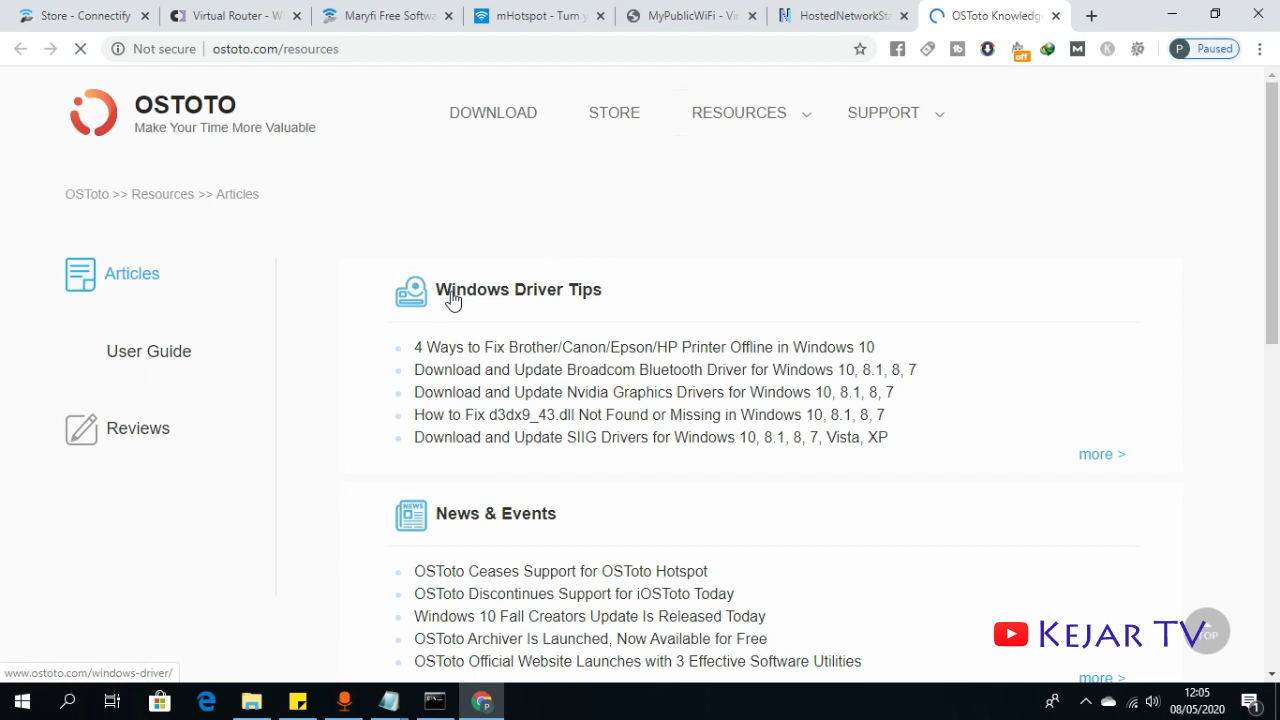 Store - Connectify
Virtual Router - W
Maryfi Free Softwa
mHotspot - Turn y
MyPublicWiFi - Vir
HostedNetworkSta
OSToto Knowledge
Not secure
ostoto.com/resources
off
M
K
P
Paused
OSTOTO
Make Your Time More Valuable
DOWNLOAD
STORE
RESOURCES
SUPPORT
OSToto >> Resources >> Articles
Articles
User Guide
Reviews
Windows Driver Tips
4 Ways to Fix Brother/Canon/Epson/HP Printer Offline in Windows 10
Download and Update Broadcom Bluetooth Driver for Windows 10, 8.1, 8, 7
Download and Update Nvidia Graphics Drivers for Windows 10, 8.1, 8, 7
How to Fix d3dx9_43.dll Not Found or Missing in Windows 10, 8.1, 8, 7
Download and Update SIIG Drivers for Windows 10, 8.1, 8, 7, Vista, XP
more >
NEWS
News & Events
OSToto Ceases Support for OSToto Hotspot
OSToto Discontinues Support for iOSToto Today
Windows 10 Fall Creators Update Is Released Today
OSToto Archiver Is Launched, Now Available for Free
OSToto Official Website Launches with 3 Effective Software Utilities
more >
KEJAR TV
TOP
www.ostoto.com/windows-driver/
12:05
08/05/2020
1